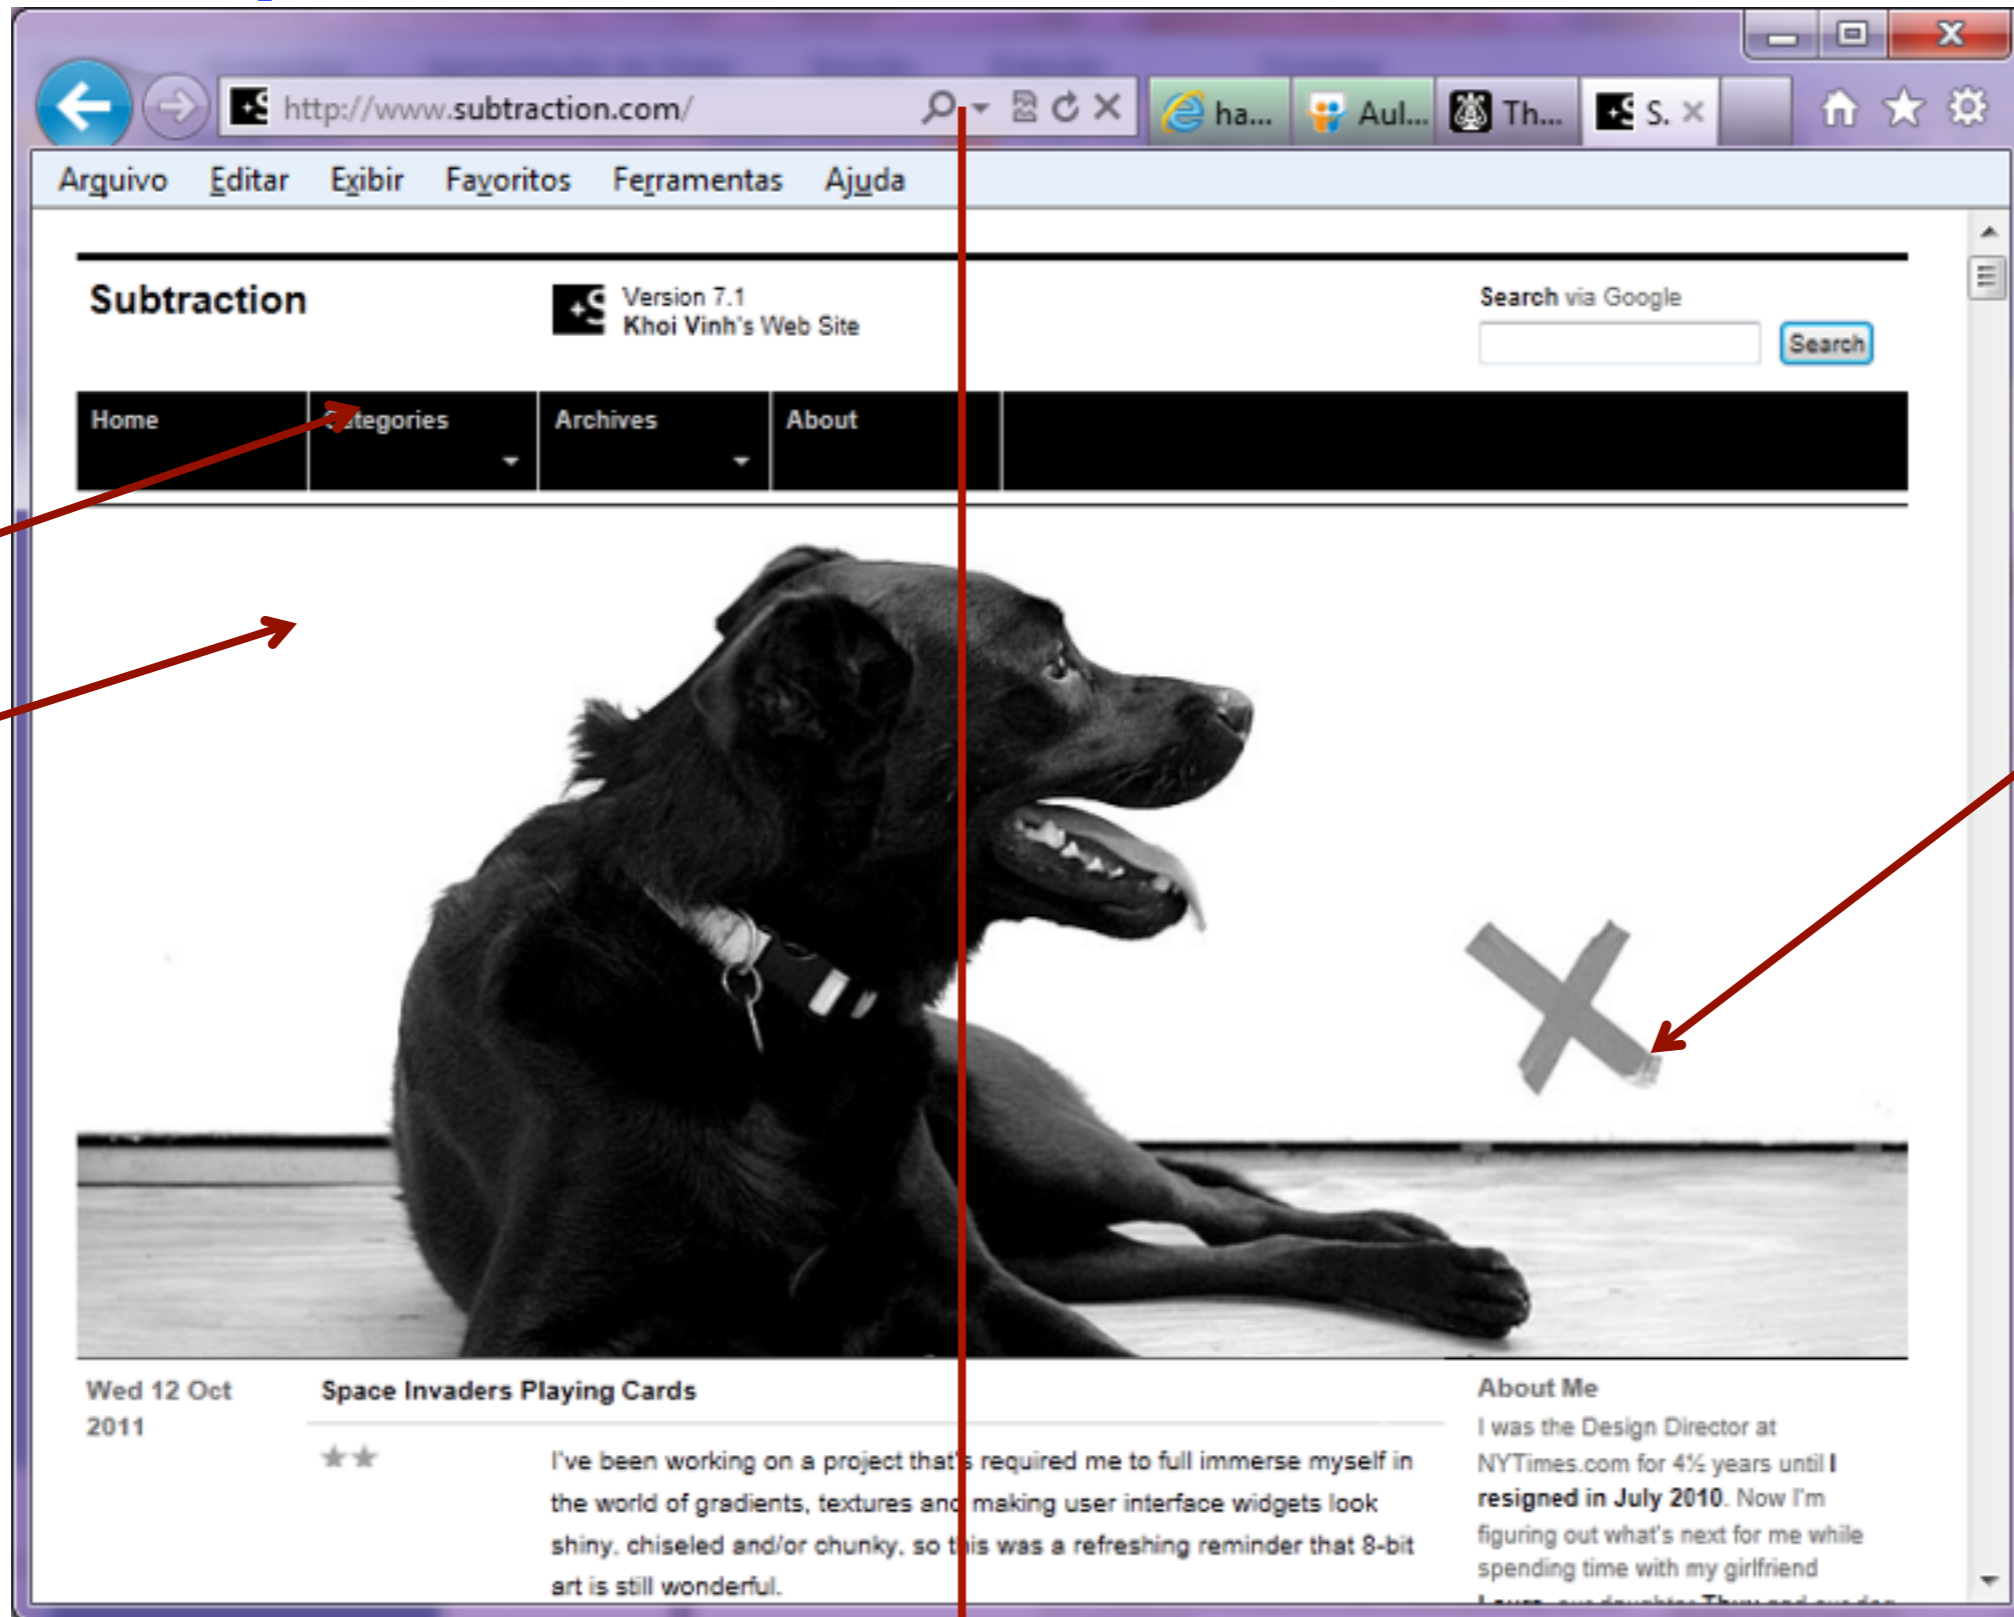 http://www.subtraction.com/
ha...
Aul...
Th...
S.
Arquivo Editar Exibir Favoritos Ferramentas Ajuda
Subtraction
+S
Version 7.1
Khoi Vinh's Web Site
Search via Google
Search
Home
Categories
Archives
About
Wed 12 Oct
2011
Space Invaders Playing Cards
I've been working on a project that's required me to full immerse myself in
the world of gradients, textures and making user interface widgets look
shiny, chiseled and/or chunky, so this was a refreshing reminder that 8-bit
art is still wonderful.
About Me
I was the Design Director at
NYTimes.com for 4½ years until I
resigned in July 2010. Now I'm
figuring out what's next for me while
spending time with my girlfriend